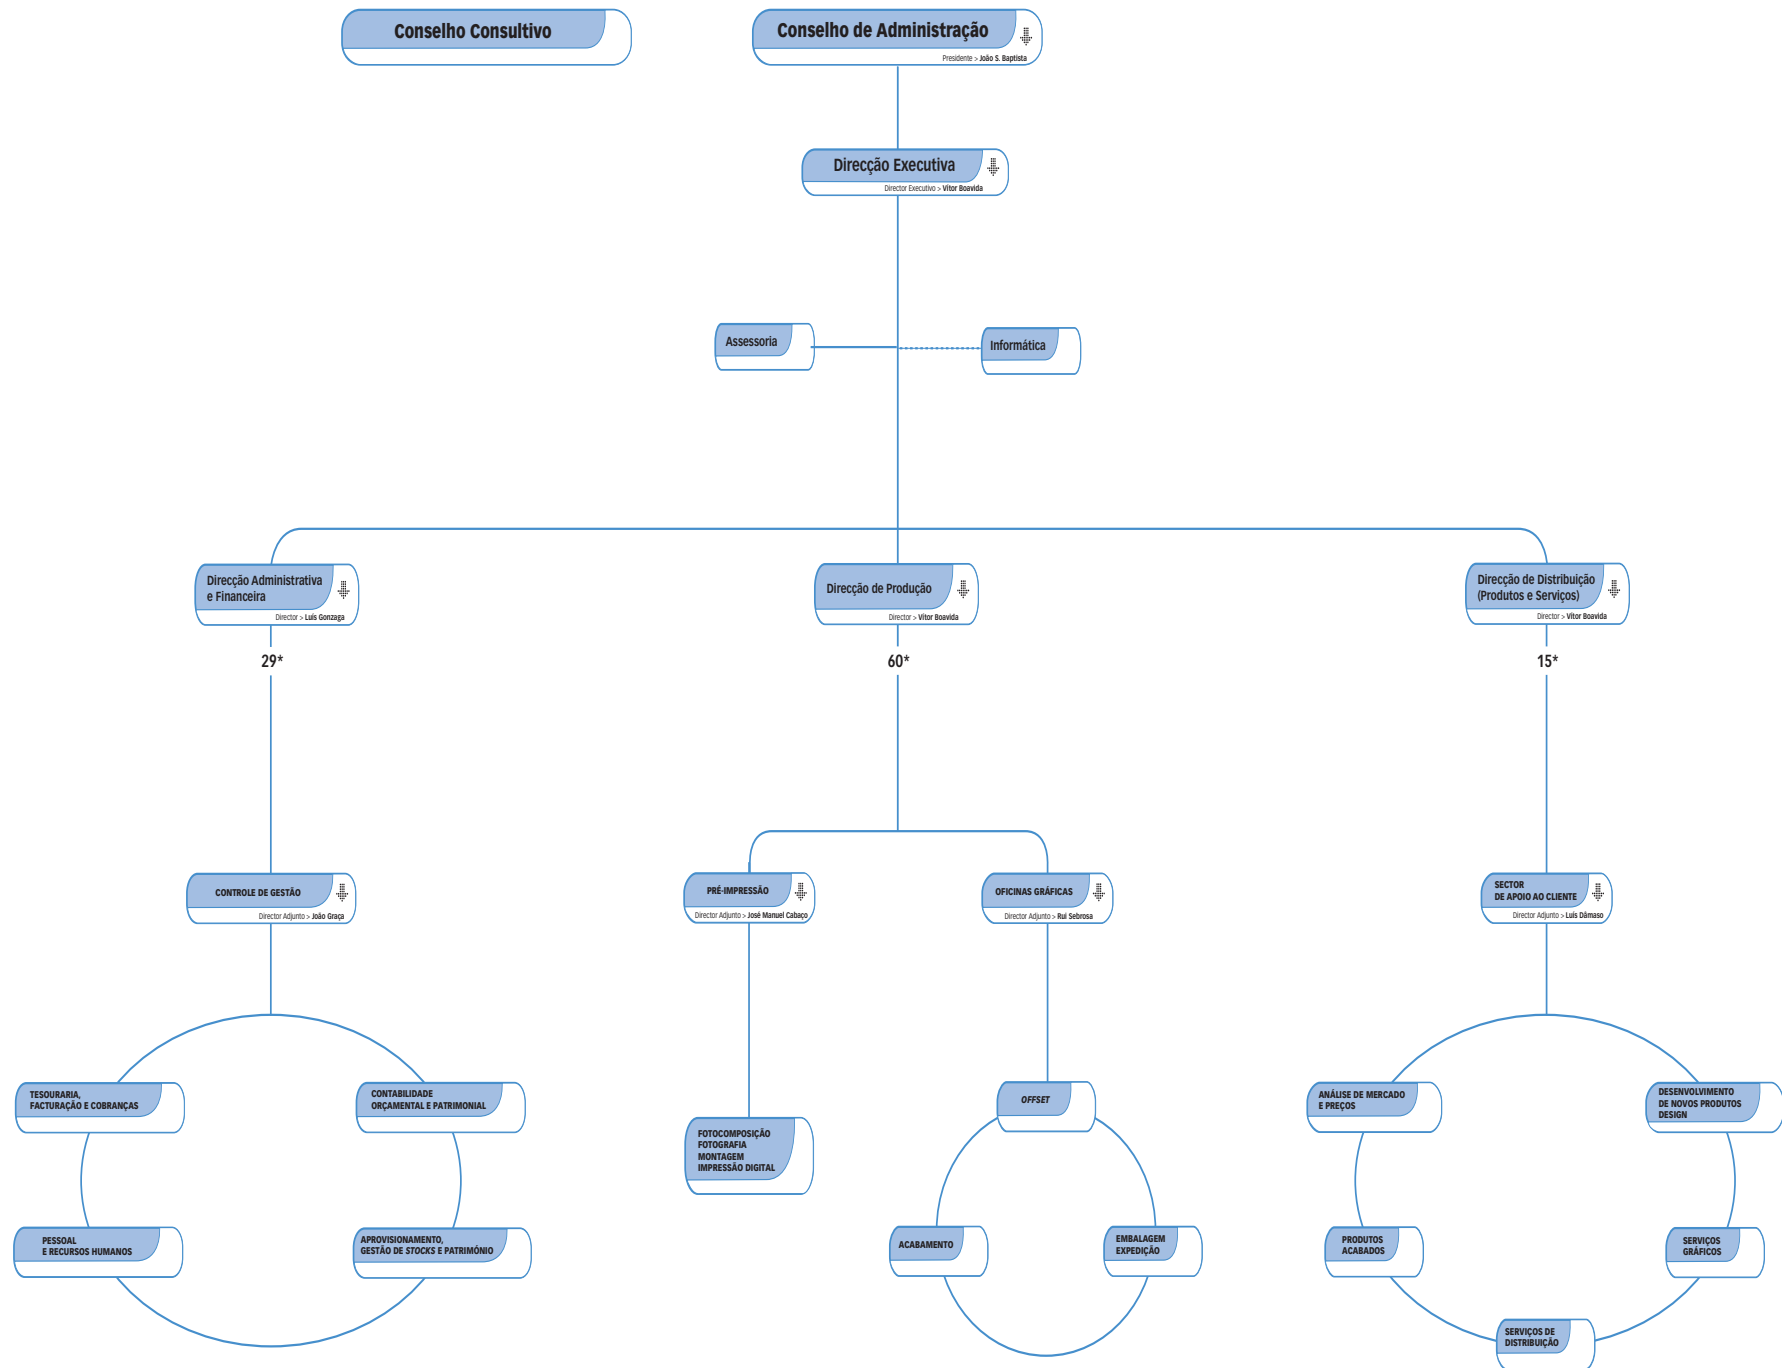 Conselho Consultivo
Conselho de Administração
Presidente > João S. Baptista
Direcção Executiva
Director Executivo > Vítor Boavida
Assessoria
Informática
Direcção Administrativa
e Financeira
Director > Luís Gonzaga
Direcção de Produção
Director > Vítor Boavida
Direcção de Distribuição
(Produtos e Serviços)
Director > Vítor Boavida
29*
60*
15*
CONTROLE DE GESTÃO
Director Adjunto > João Graça
PRÉ-IMPRESSÃO
Director Adjunto > José Manuel Cabaço
OFICINAS GRÁFICAS
Director Adjunto > Rui Sebrosa
SECTOR
DE APOIO AO CLIENTE
Director Adjunto > Luís Dâmaso
TESOURARIA,
FACTURAÇÃO E COBRANÇAS
CONTABILIDADE
ORÇAMENTAL E PATRIMONIAL
PESSOAL
E RECURSOS HUMANOS
APROVISIONAMENTO,
GESTÃO DE STOCKS E PATRIMÓNIO
FOTOCOMPOSIÇÃO
FOTOGRAFIA
MONTAGEM
IMPRESSÃO DIGITAL
OFFSET
ACABAMENTO
EMBALAGEM
EXPEDIÇÃO
ANÁLISE DE MERCADO
E PREÇOS
DESENVOLVIMENTO
DE NOVOS PRODUTOS
DESIGN
PRODUTOS
ACABADOS
SERVIÇOS
GRÁFICOS
SERVIÇOS DE
DISTRIBUIÇÃO